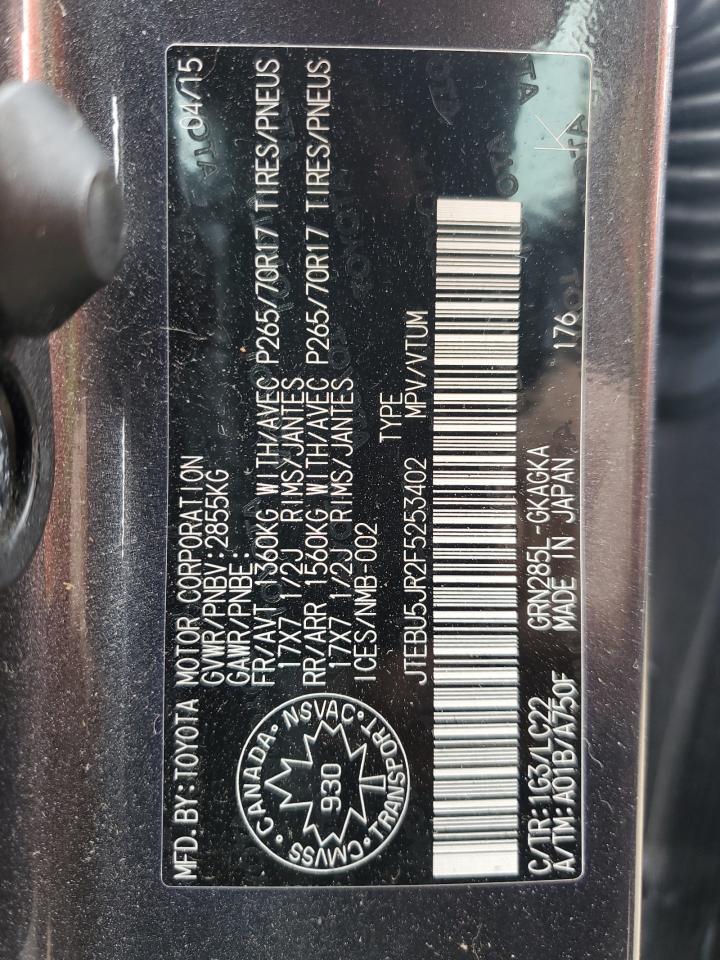 MFD. BY: TOYOTA MOTOR CORPORATION 04/15
GVWR/PNBV: 2855KG
GAWR/PNBE:
FR/AVT 1360KG WITH/AVEC P265/70R17 TIRES/PNEUS
17X7 1/2J RIMS/JANTES
RR/ARR 1560KG WITH/AVEC P265/70R17 TIRES/PNEUS
17X7 1/2J RIMS/JANTES
ICES/NMB-002
TYPE
JTEBU5JR2F5253402 MPV/VTUM
CANADA • NSVAC • TRANSPORT • CMVSS •
930
C/TR: 1G3/LC22 GRN285L-GKAGKA 176 K
A/TM: A01B/A750F MADE IN JAPAN